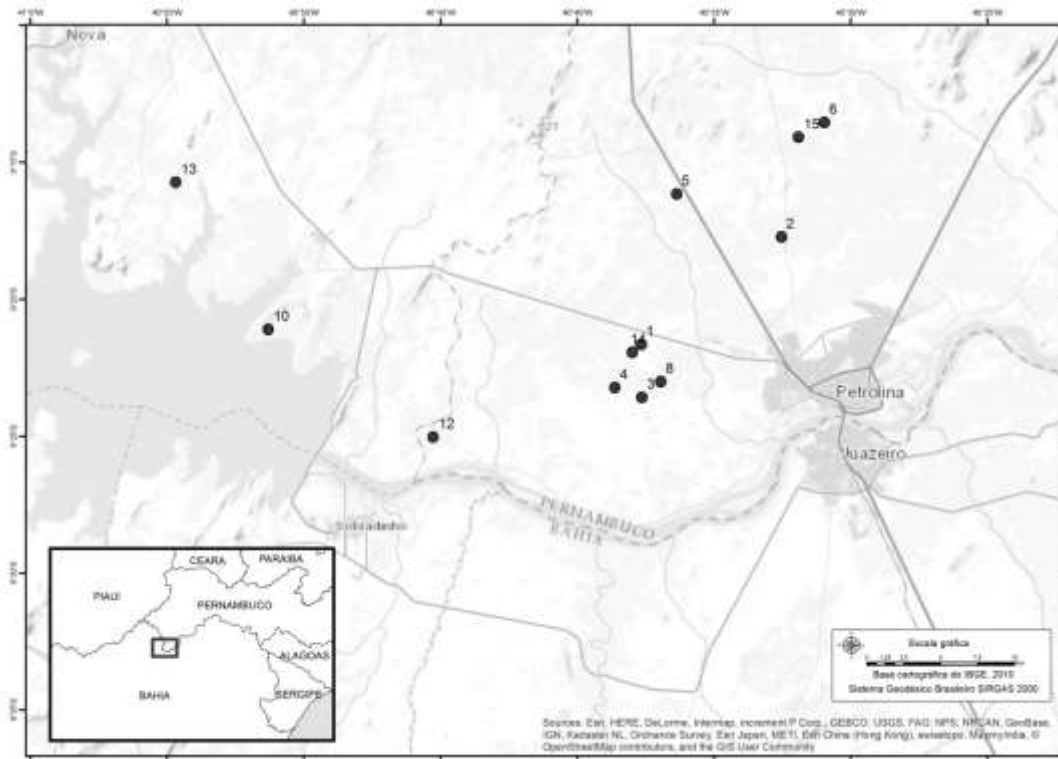 Nova
13
6
15
5
2
10
1
14
4
8
3
12
Petrolina
Juazeiro
PERNAMBUCO
BAHIA
Sobradinho
CEARA
PARAIBA
PIAUI
PERNAMBUCO
ALAGOAS
BAHIA
SERGIPE
Escala gráfica
Base cartográfica do IBGE, 2010
Sistema Geodésico Brasileiro SIRGAS 2000
Sources: Esri, HERE, DeLorme, Intermap, increment P Corp., GEBCO, USGS, FAO, NPS, NRCAN, GeoBase,
IGN, Kadaster NL, Ordnance Survey, Esri Japan, METI, Esri China (Hong Kong), swisstopo, MapmyIndia, ©
OpenStreetMap contributors, and the GIS User Community